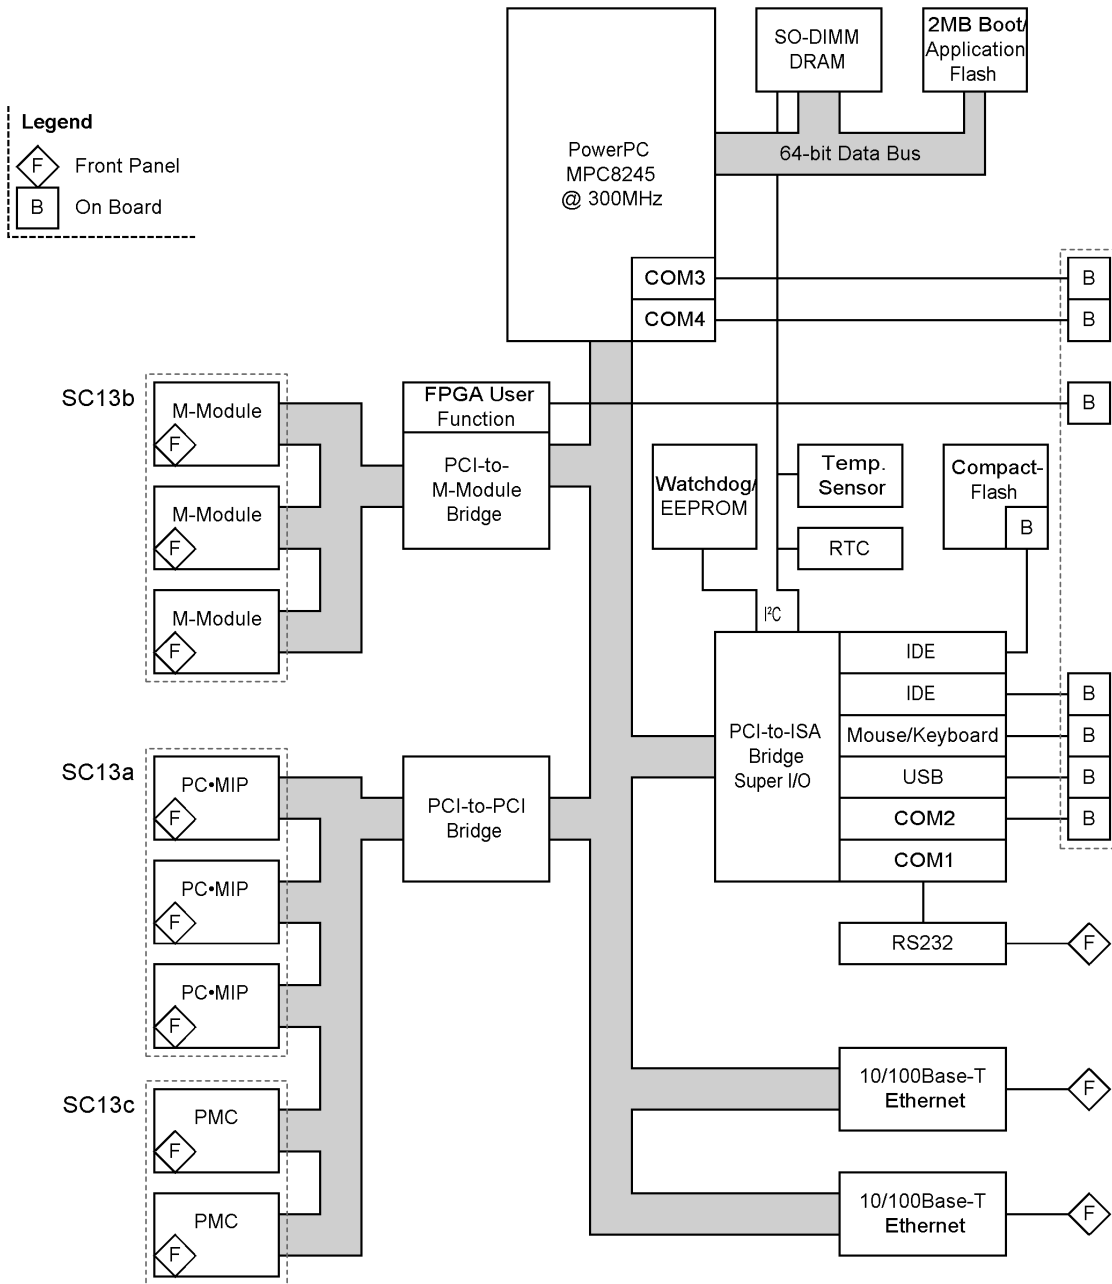 SO-DIMM
DRAM
2MB Boot/
Application
Flash
Legend
F Front Panel
B On Board
PowerPC
MPC8245
@ 300MHz
64-bit Data Bus
COM3
B
COM4
B
SC13b
M-Module
F
M-Module
F
M-Module
F
FPGA User
Function
B
PCI-to-
M-Module
Bridge
Watchdog/
EEPROM
Temp.
Sensor
RTC
Compact-
Flash
B
I²C
PCI-to-ISA
Bridge
Super I/O
IDE
IDE
B
Mouse/Keyboard
B
USB
B
COM2
B
COM1
RS232
F
SC13a
PC•MIP
F
PC•MIP
F
PC•MIP
F
PCI-to-PCI
Bridge
SC13c
PMC
F
PMC
F
10/100Base-T
Ethernet
F
10/100Base-T
Ethernet
F